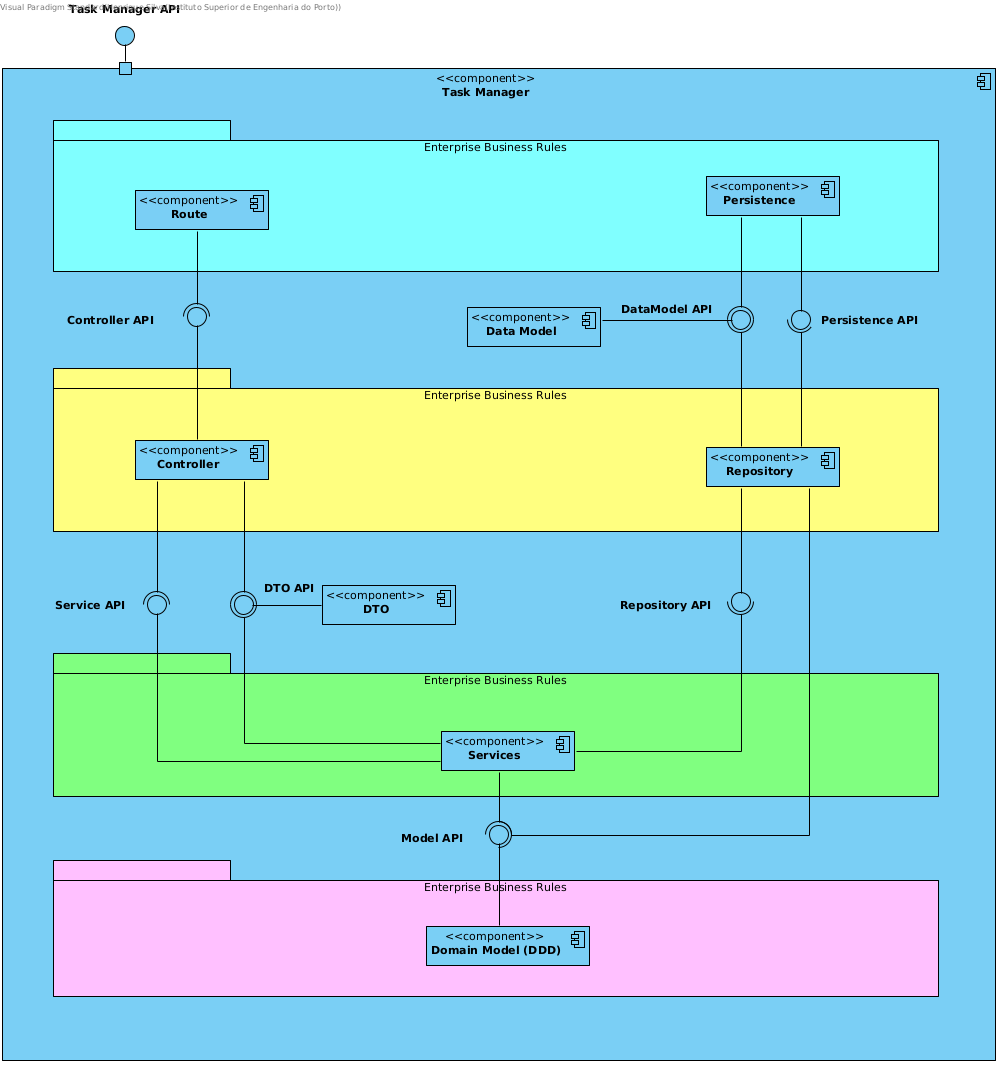 Visual Paradigm
Instituto Superior de Engenharia do Porto))
Task Manager API
<<component>>
Task Manager
Enterprise Business Rules
<<component>>
Route
<<component>>
Persistence
Controller API
<<component>>
Data Model
DataModel API
Persistence API
Enterprise Business Rules
<<component>>
Controller
<<component>>
Repository
Service API
DTO API
<<component>>
DTO
Repository API
Enterprise Business Rules
<<component>>
Services
Model API
Enterprise Business Rules
<<component>>
Domain Model (DDD)